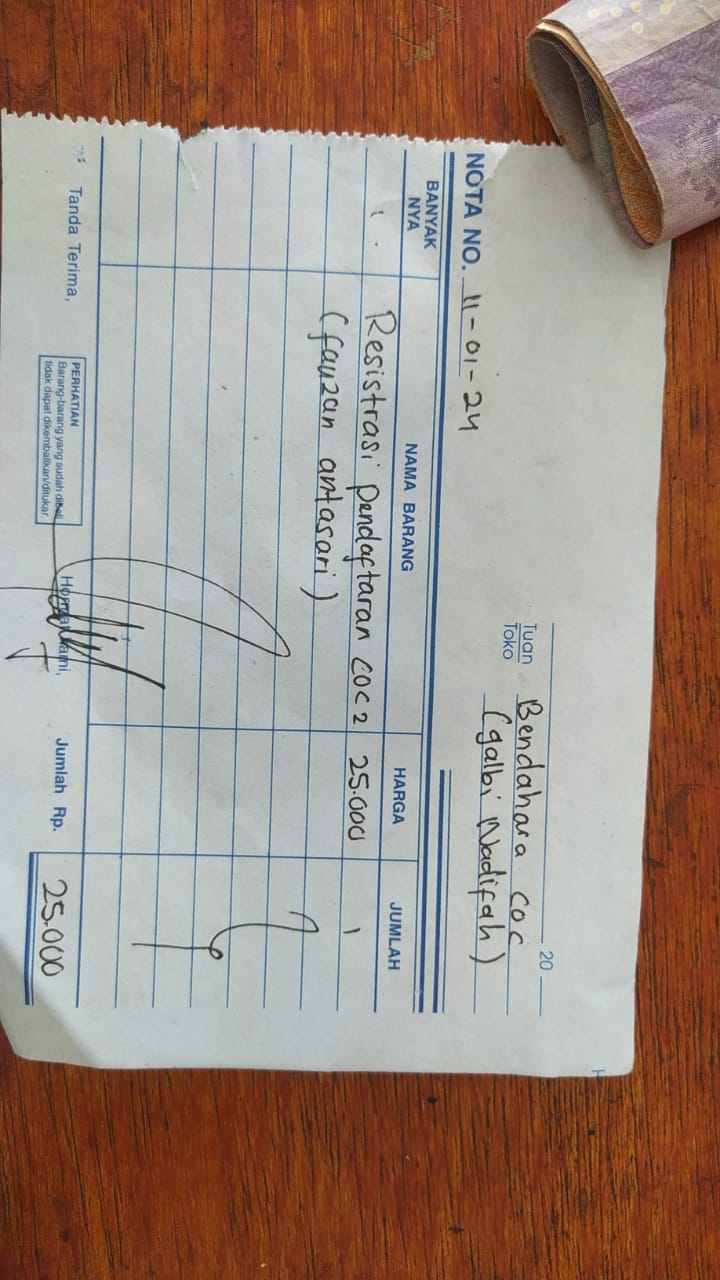 20
Tuan
Toko
Bendahara COC
(galbi Nadifah)
NOTA NO. 11-01-24
BANYAK
NYA
NAMA BARANG
HARGA
JUMLAH
1. Resistrasi pendaftaran COC 2 25.000 1
(fauzan antasari)
Tanda Terima,
PERHATIAN
Barang-barang yang sudah dibeli
tidak dapat dikembalikan/ditukar.
Hormat kami,
Jumlah Rp. 25.000